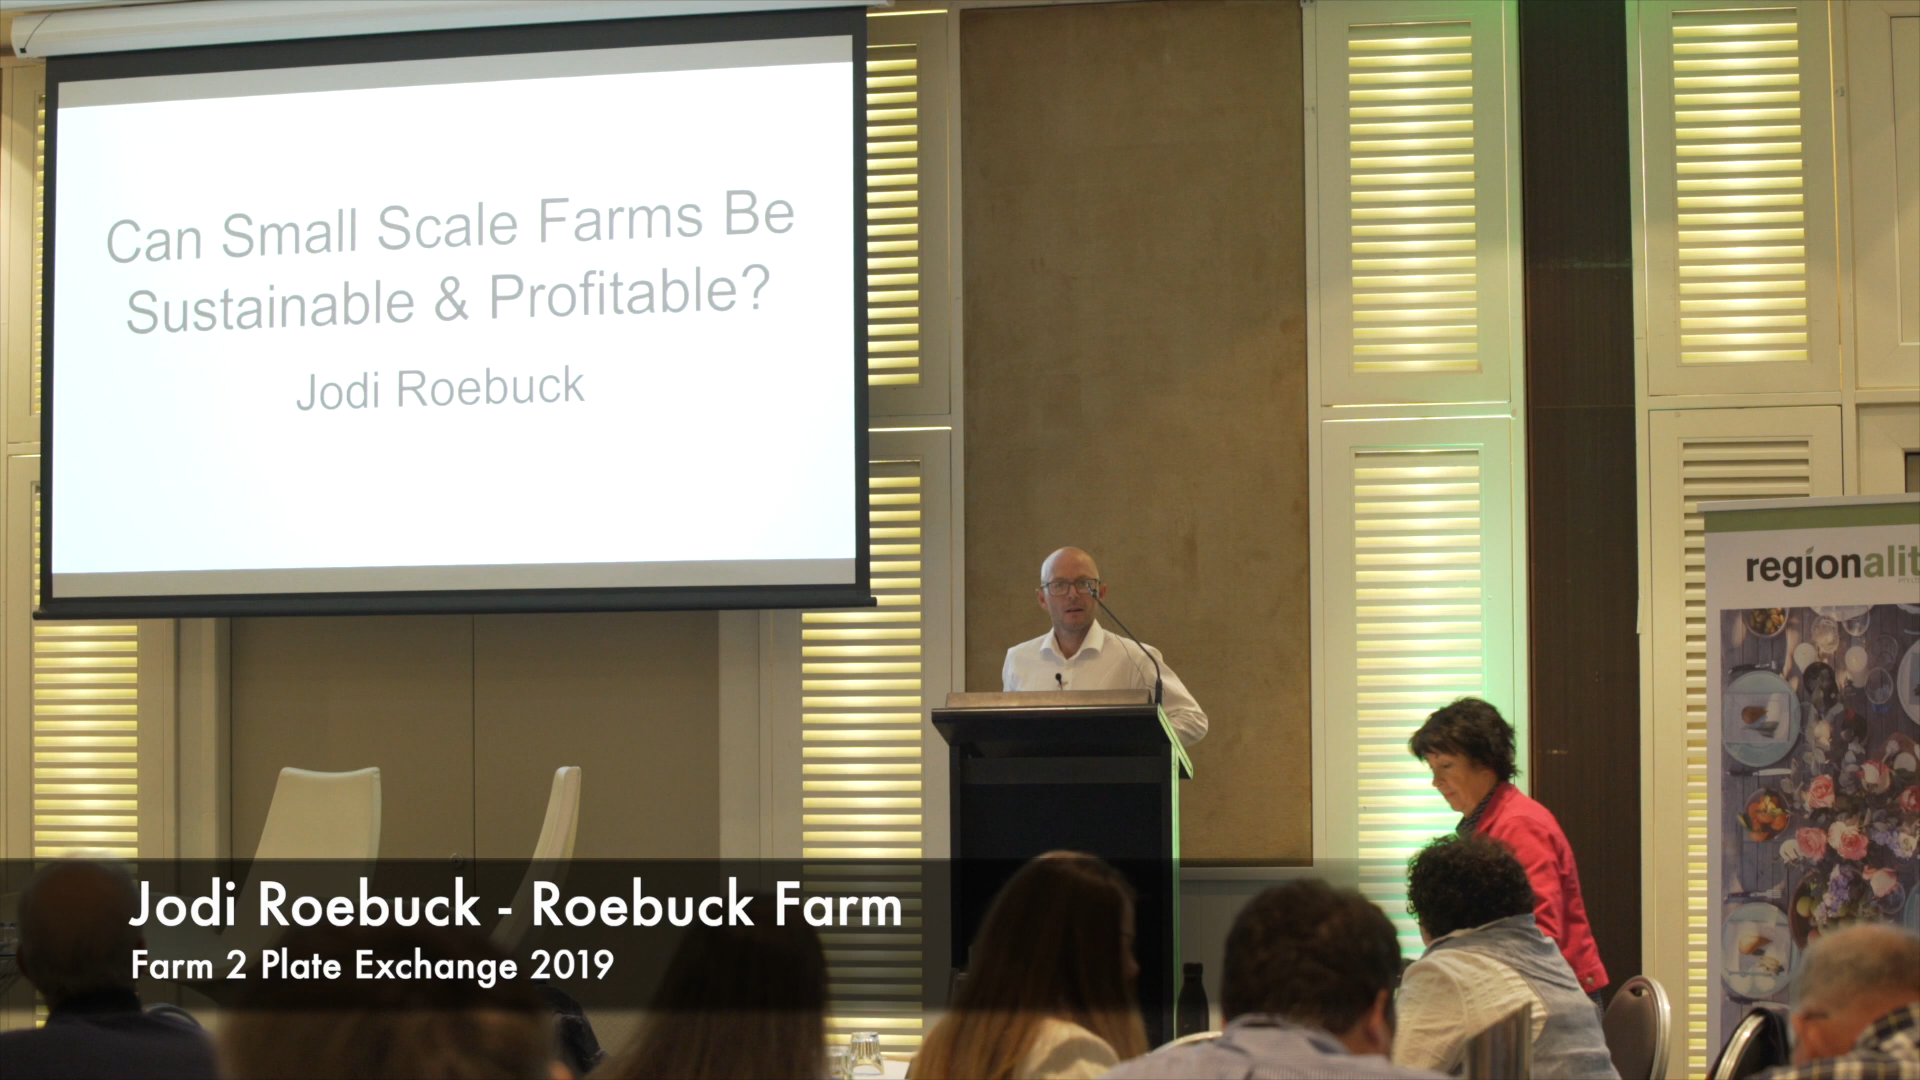 Can Small Scale Farms Be
Sustainable & Profitable?
Jodi Roebuck
regionalit
Jodi Roebuck - Roebuck Farm
Farm 2 Plate Exchange 2019